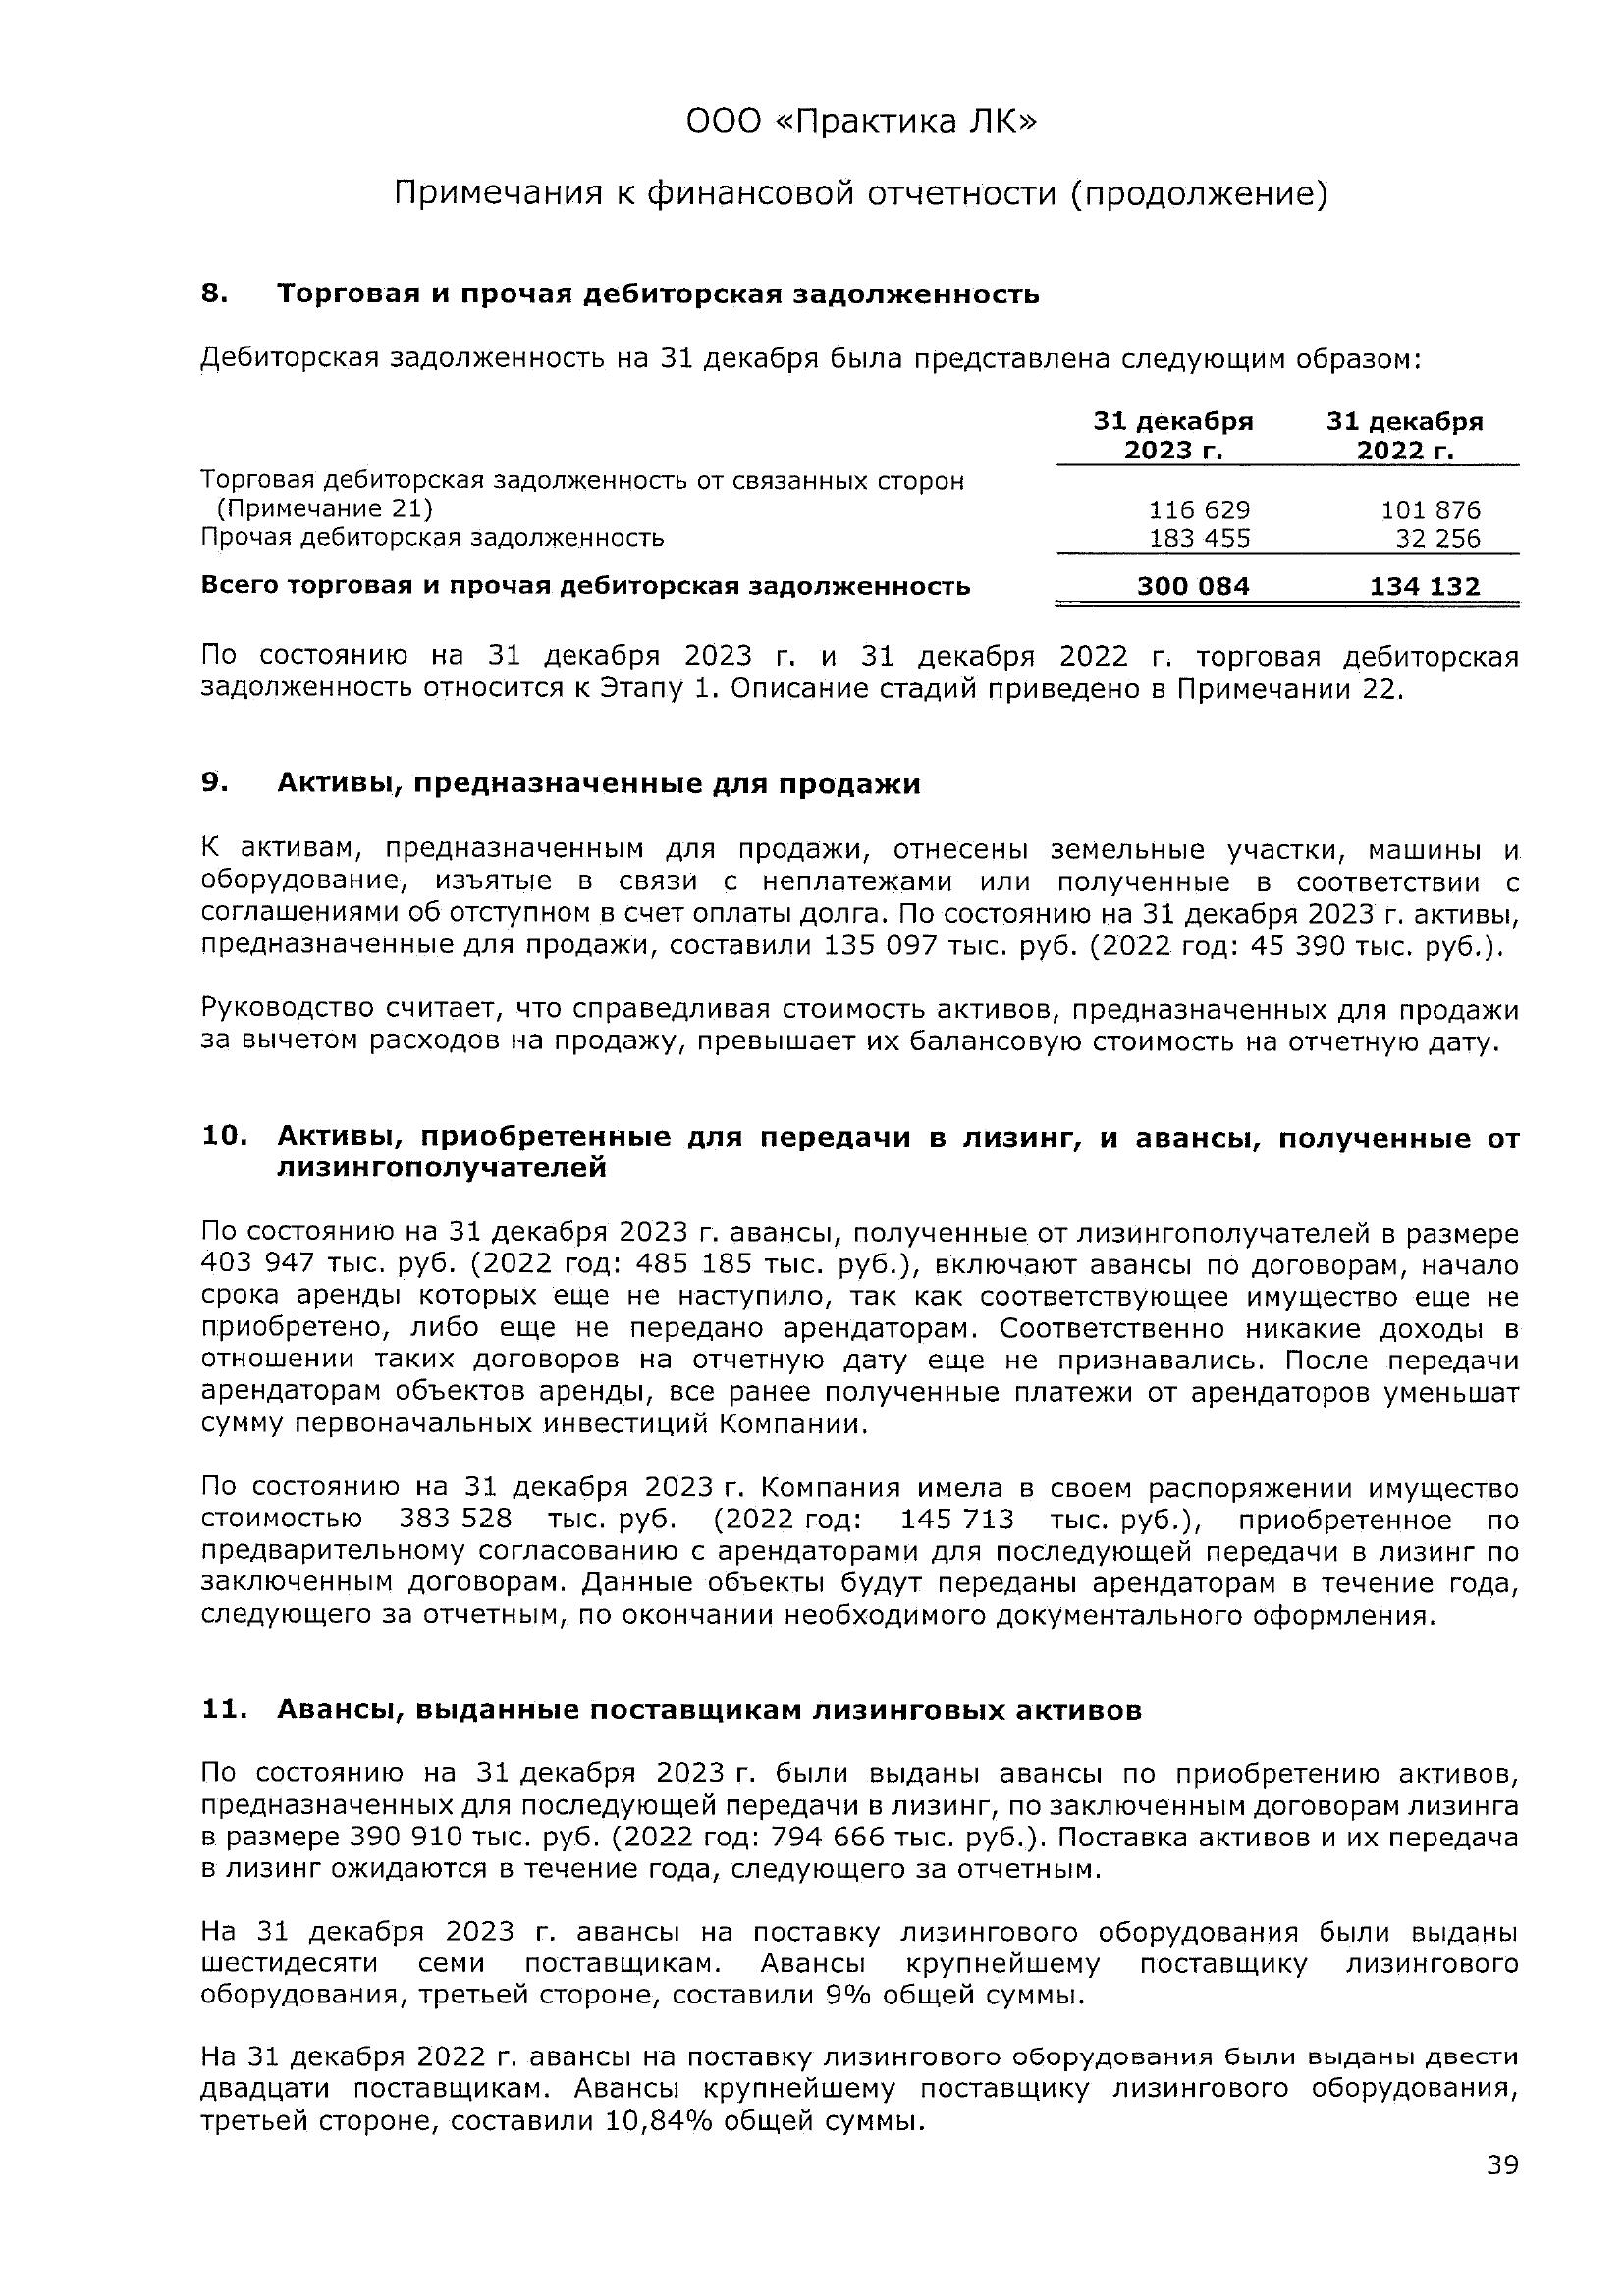 ООО «Практика ЛК»
Примечания к финансовой отчетности (продолжение)
8. Торговая и прочая дебиторская задолженность
Дебиторская задолженность на 31 декабря была представлена следующим образом:
31 декабря 31 декабря
2023 г. 2022 г.
Торговая дебиторская задолженность от связанных сторон
(Примечание 21) 116 629 101 876
Прочая дебиторская задолженность 183 455 32 256
Всего торговая и прочая дебиторская задолженность 300 084 134 132
По состоянию на 31 декабря 2023 г. и 31 декабря 2022 г. торговая дебиторская
задолженность относится к Этапу 1. Описание стадий приведено в Примечании 22.
9. Активы, предназначенные для продажи
К активам, предназначенным для продажи, отнесены земельные участки, машины и
оборудование, изъятые в связи с неплатежами или полученные в соответствии с
соглашениями об отступном в счет оплаты долга. По состоянию на 31 декабря 2023 г. активы,
предназначенные для продажи, составили 135 097 тыс. руб. (2022 год: 45 390 тыс. руб.).
Руководство считает, что справедливая стоимость активов, предназначенных для продажи
за вычетом расходов на продажу, превышает их балансовую стоимость на отчетную дату.
10. Активы, приобретенные для передачи в лизинг, и авансы, полученные от
лизингополучателей
По состоянию на 31 декабря 2023 г. авансы, полученные от лизингополучателей в размере
403 947 тыс. руб. (2022 год: 485 185 тыс. руб.), включают авансы по договорам, начало
срока аренды которых еще не наступило, так как соответствующее имущество еще не
приобретено, либо еще не передано арендаторам. Соответственно никакие доходы в
отношении таких договоров на отчетную дату еще не признавались. После передачи
арендаторам объектов аренды, все ранее полученные платежи от арендаторов уменьшат
сумму первоначальных инвестиций Компании.
По состоянию на 31 декабря 2023 г. Компания имела в своем распоряжении имущество
стоимостью 383 528 тыс. руб. (2022 год: 145 713 тыс. руб.), приобретенное по
предварительному согласованию с арендаторами для последующей передачи в лизинг по
заключенным договорам. Данные объекты будут переданы арендаторам в течение года,
следующего за отчетным, по окончании необходимого документального оформления.
11. Авансы, выданные поставщикам лизинговых активов
По состоянию на 31 декабря 2023 г. были выданы авансы по приобретению активов,
предназначенных для последующей передачи в лизинг, по заключенным договорам лизинга
в размере 390 910 тыс. руб. (2022 год: 794 666 тыс. руб.). Поставка активов и их передача
в лизинг ожидаются в течение года, следующего за отчетным.
На 31 декабря 2023 г. авансы на поставку лизингового оборудования были выданы
шестидесяти семи поставщикам. Авансы крупнейшему поставщику лизингового
оборудования, третьей стороне, составили 9% общей суммы.
На 31 декабря 2022 г. авансы на поставку лизингового оборудования были выданы двести
двадцати поставщикам. Авансы крупнейшему поставщику лизингового оборудования,
третьей стороне, составили 10,84% общей суммы.
39